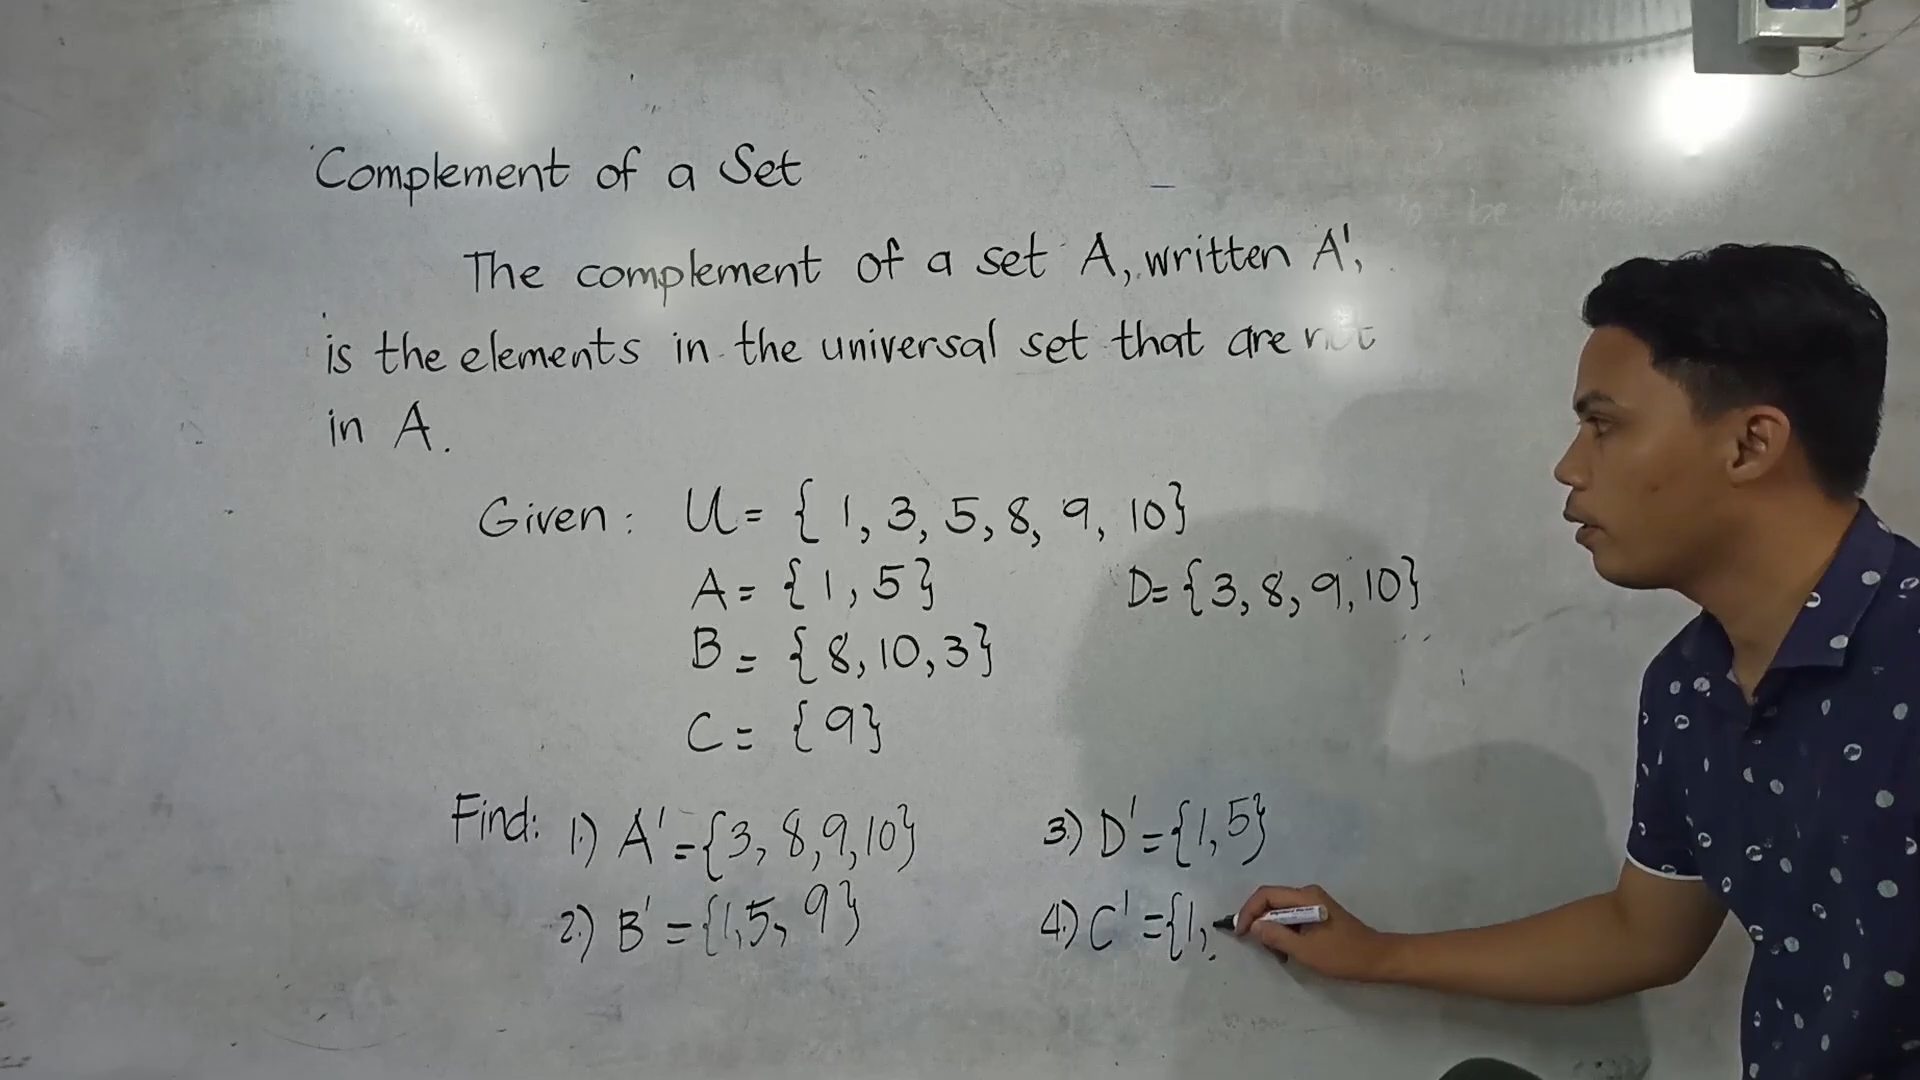 Complement of a Set
The complement of a set A, written A',
is the elements in the universal set that are not
in A.
Given: U = { 1, 3, 5, 8, 9, 10}
A = {1, 5} D = {3, 8, 9, 10}
B = {8, 10, 3}
C = {9}
Find: 1.) A' = {3, 8, 9, 10} 3.) D' = {1, 5}
2.) B' = {1, 5, 9} 4.) C' = {1,